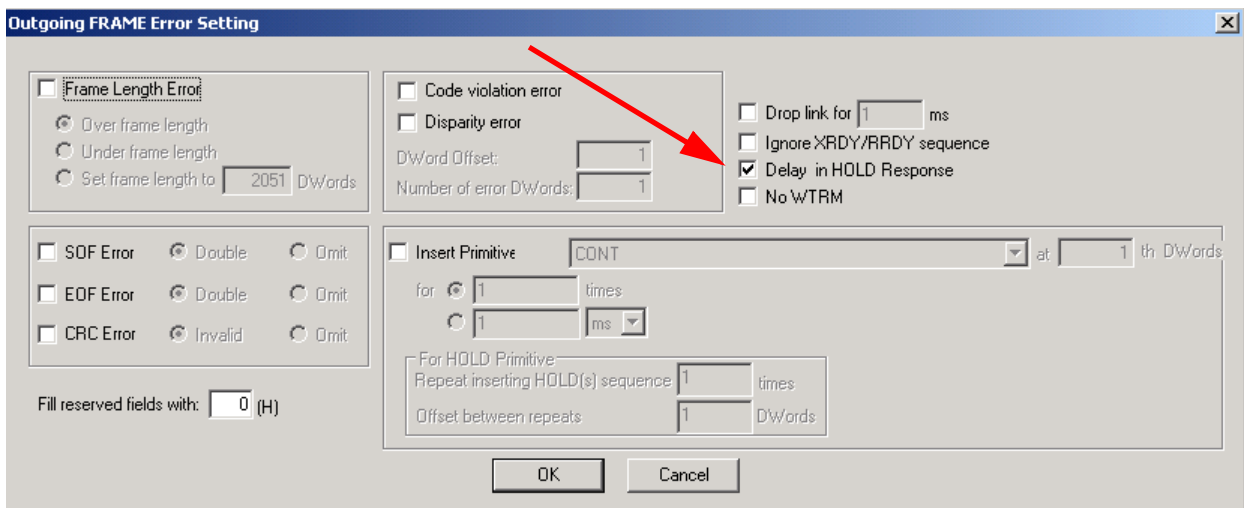 Outgoing FRAME Error Setting
Frame Length Error
Over frame length
Under frame length
Set frame length to 2051 DWords
Code violation error
Disparity error
DWord Offset: 1
Number of error DWords: 1
Drop link for 1 ms
Ignore XRDY/RRDY sequence
Delay in HOLD Response
No WTRM
SOF Error Double Omit
EOF Error Double Omit
CRC Error Invalid Omit
Fill reserved fields with: 0 (H)
Insert Primitive CONT at 1 th DWords
for 1 times
1 ms
For HOLD Primitive
Repeat inserting HOLD(s) sequence 1 times
Offset between repeats 1 DWords
OK Cancel